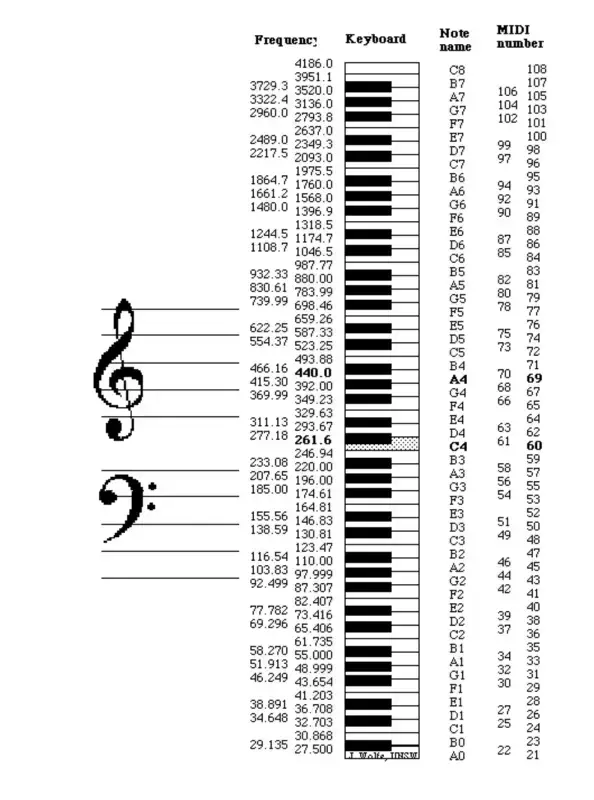 Frequency Keyboard Note name MIDI number
4186.0 C8 108
3951.1 B7 107
3729.3 106
3520.0 A7 105
3322.4 104
3136.0 G7 103
2960.0 102
2793.8 F7 101
2637.0 E7 100
2489.0 99
2349.3 D7 98
2217.5 97
2093.0 C7 96
1975.5 B6 95
1864.7 94
1760.0 A6 93
1661.2 92
1568.0 G6 91
1480.0 90
1396.9 F6 89
1318.5 E6 88
1244.5 87
1174.7 D6 86
1108.7 85
1046.5 C6 84
987.77 B5 83
932.33 82
880.00 A5 81
830.61 80
783.99 G5 79
739.99 78
698.46 F5 77
659.26 E5 76
622.25 75
587.33 D5 74
554.37 73
523.25 C5 72
493.88 B4 71
466.16 70
440.0 A4 69
415.30 68
392.00 G4 67
369.99 66
349.23 F4 65
329.63 E4 64
311.13 63
293.67 D4 62
277.18 61
261.6 C4 60
246.94 B3 59
233.08 58
220.00 A3 57
207.65 56
196.00 G3 55
185.00 54
174.61 F3 53
164.81 E3 52
155.56 51
146.83 D3 50
138.59 49
130.81 C3 48
123.47 B2 47
116.54 46
110.00 A2 45
103.83 44
97.999 G2 43
92.499 42
87.307 F2 41
82.407 E2 40
77.782 39
73.416 D2 38
69.296 37
65.406 C2 36
61.735 B1 35
58.270 34
55.000 A1 33
51.913 32
48.999 G1 31
46.249 30
43.654 F1 29
41.203 E1 28
38.891 27
36.708 D1 26
34.648 25
32.703 C1 24
30.868 B0 23
29.135 22
27.500 A0 21
J. Wolfe, UNSW